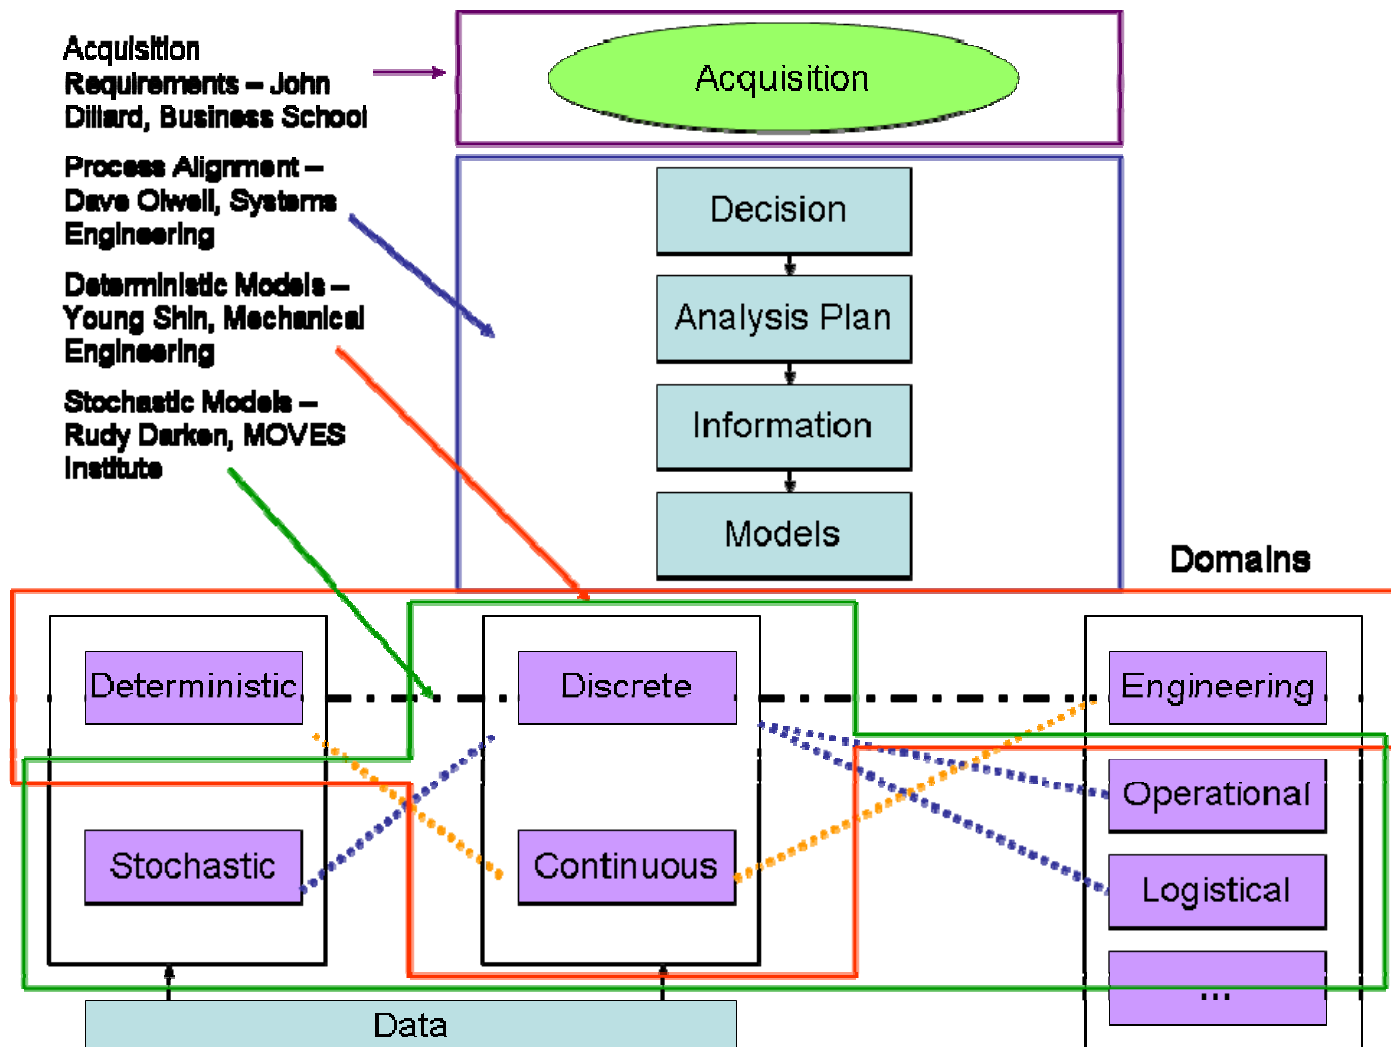 Acquisition
Requirements – John
Dillard, Business School
Process Alignment –
Dave Olwell, Systems
Engineering
Deterministic Models –
Young Shin, Mechanical
Engineering
Stochastic Models –
Rudy Darken, MOVES
Institute
Acquisition
Decision
Analysis Plan
Information
Models
Domains
Deterministic
Discrete
Engineering
Operational
Stochastic
Continuous
Logistical
...
Data